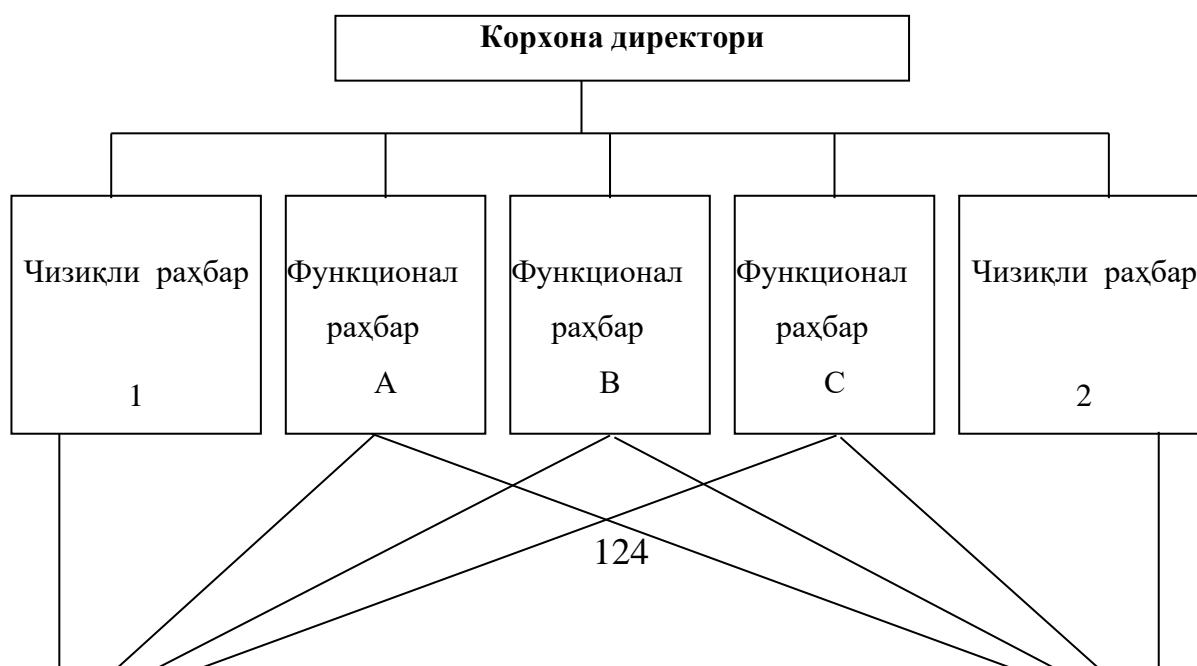 Корхона директори
Чизиқли раҳбар
1
Функционал
раҳбар
А
Функционал
раҳбар
В
Функционал
раҳбар
С
Чизиқли раҳбар
2
124